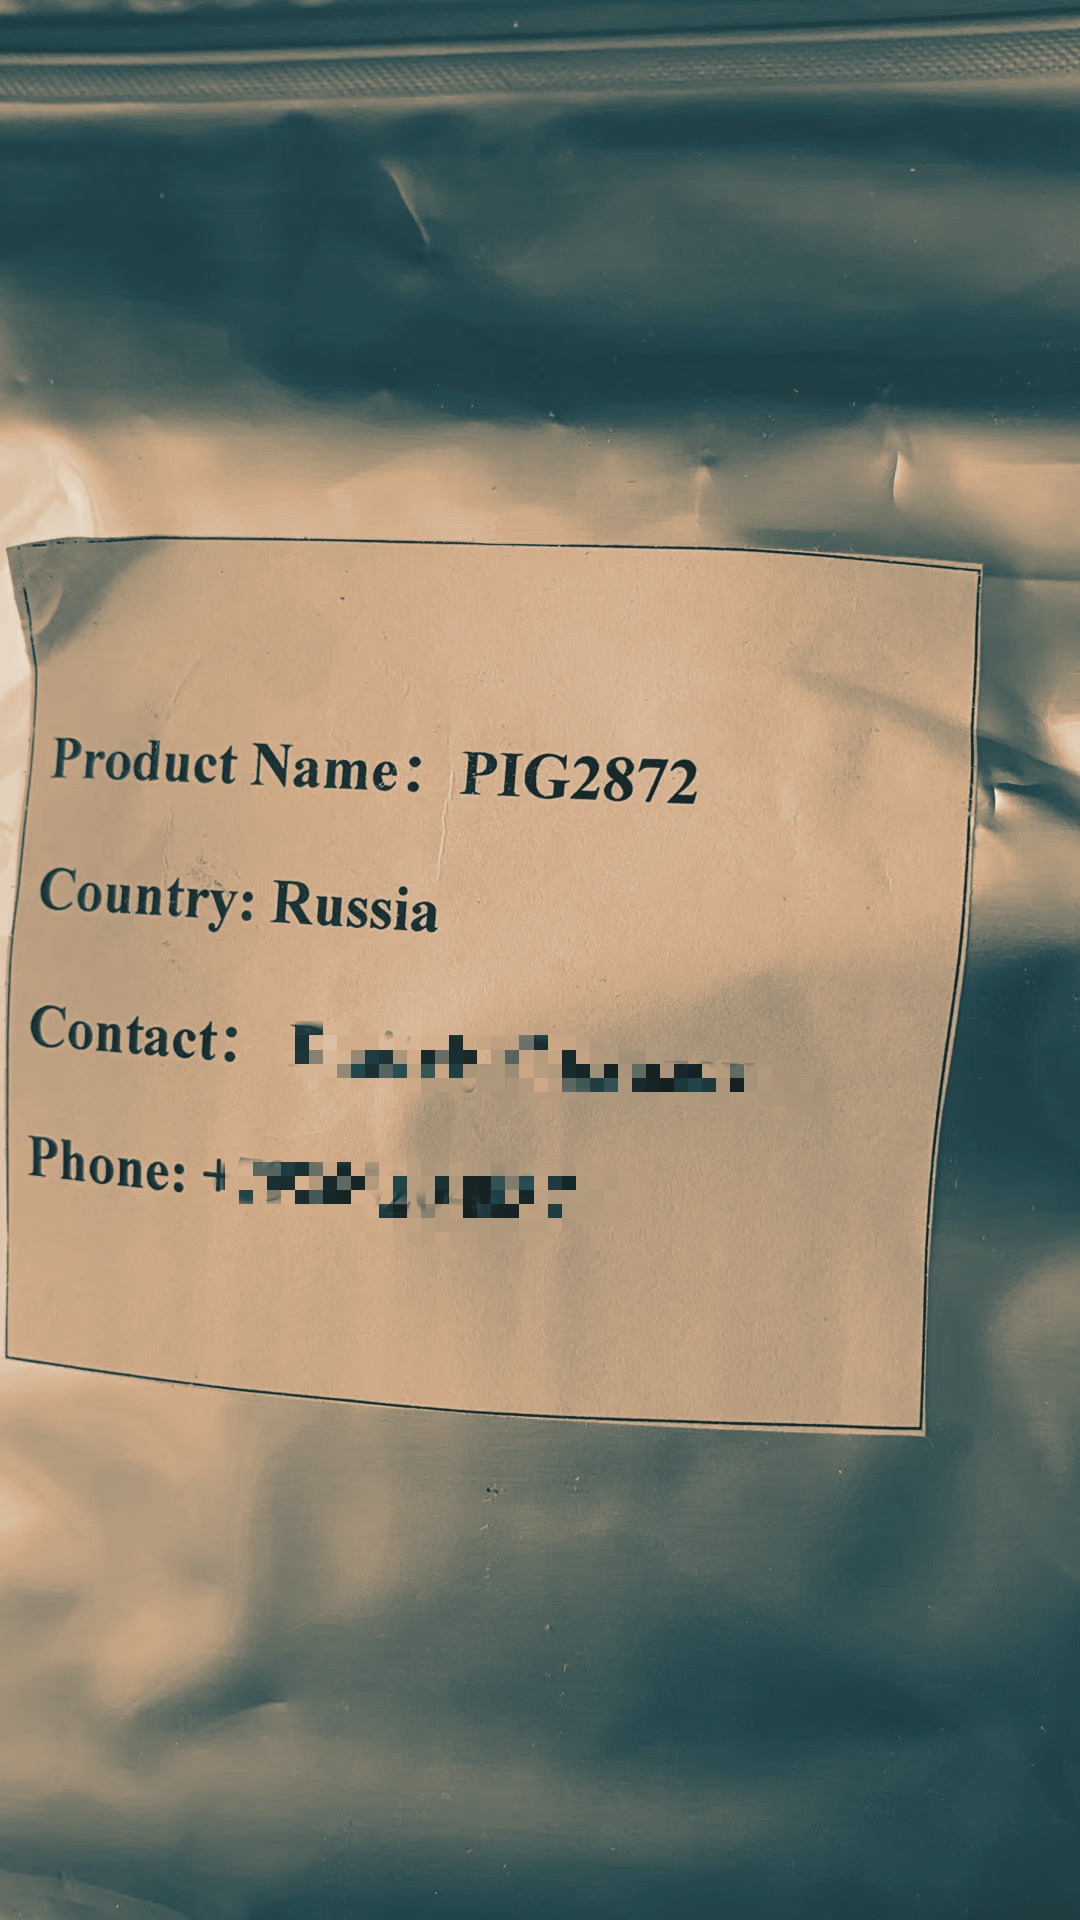 Product Name: PIG2872
Country: Russia
Contact:
Phone: +